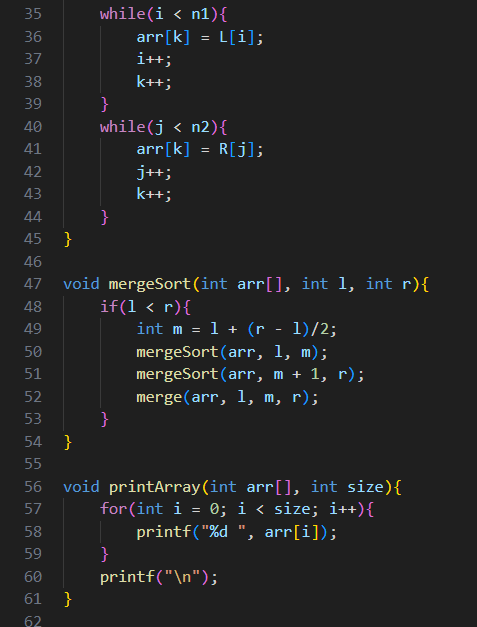 35 while(i < n1){
36 arr[k] = L[i];
37 i++;
38 k++;
39 }
40 while(j < n2){
41 arr[k] = R[j];
42 j++;
43 k++;
44 }
45 }
46
47 void mergeSort(int arr[], int l, int r){
48 if(l < r){
49 int m = l + (r - l)/2;
50 mergeSort(arr, l, m);
51 mergeSort(arr, m + 1, r);
52 merge(arr, l, m, r);
53 }
54 }
55
56 void printArray(int arr[], int size){
57 for(int i = 0; i < size; i++){
58 printf("%d ", arr[i]);
59 }
60 printf("\n");
61 }
62